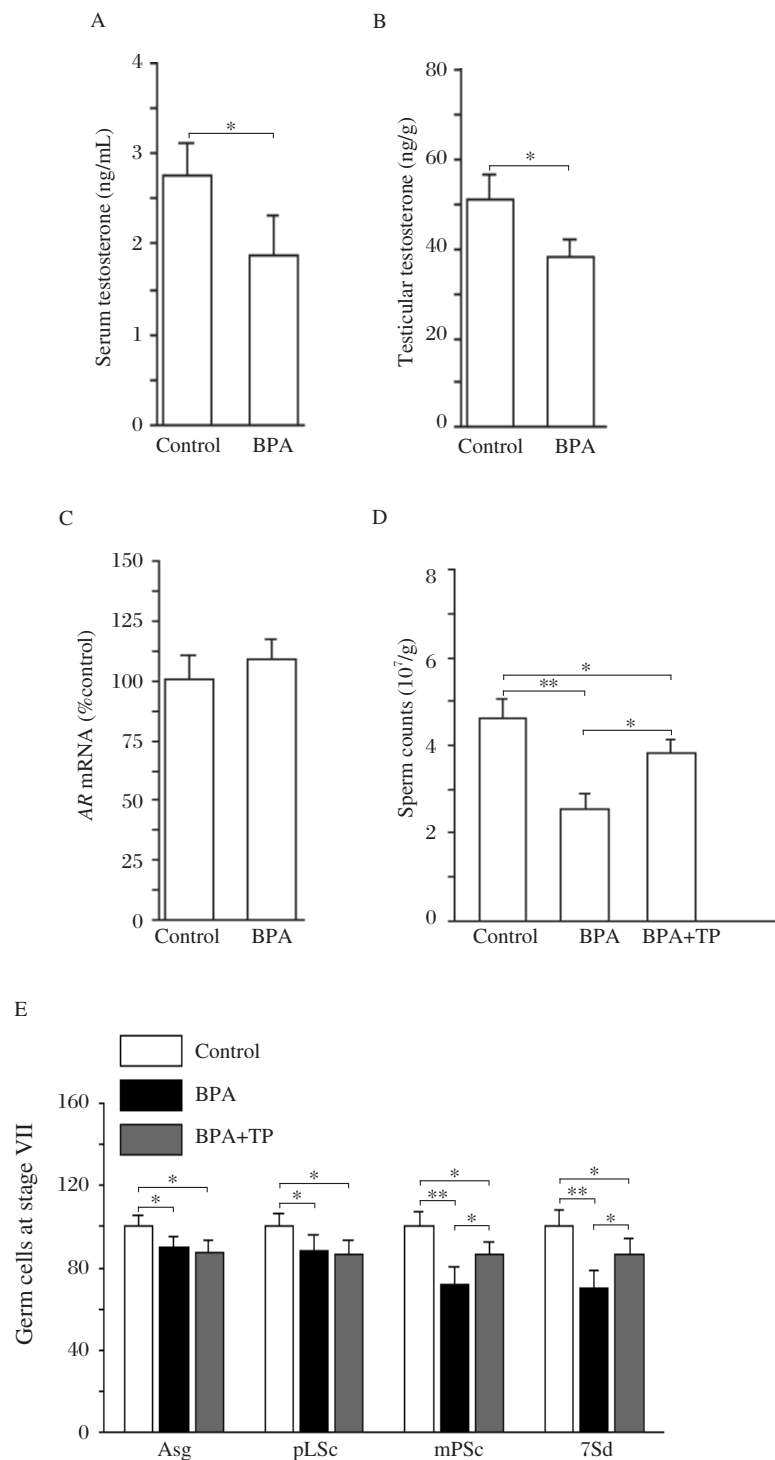 A
Serum testosterone (ng/mL)
4
3
2
1
0
*
Control BPA
B
Testicular testosterone (ng/g)
80
60
40
20
0
*
Control BPA
C
AR mRNA (%control)
150
125
100
75
50
25
0
Control BPA
D
Sperm counts (10⁷/g)
8
6
4
2
0
*
**
*
Control BPA BPA+TP
E
Control
BPA
BPA+TP
Germ cells at stage VII
160
120
80
40
0
* *
* *
* ** *
* ** *
Asg pLSc mPSc 7Sd